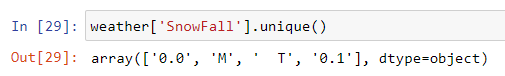 In [29]: weather['SnowFall'].unique()
Out[29]: array(['0.0', 'M', '  T', '0.1'], dtype=object)